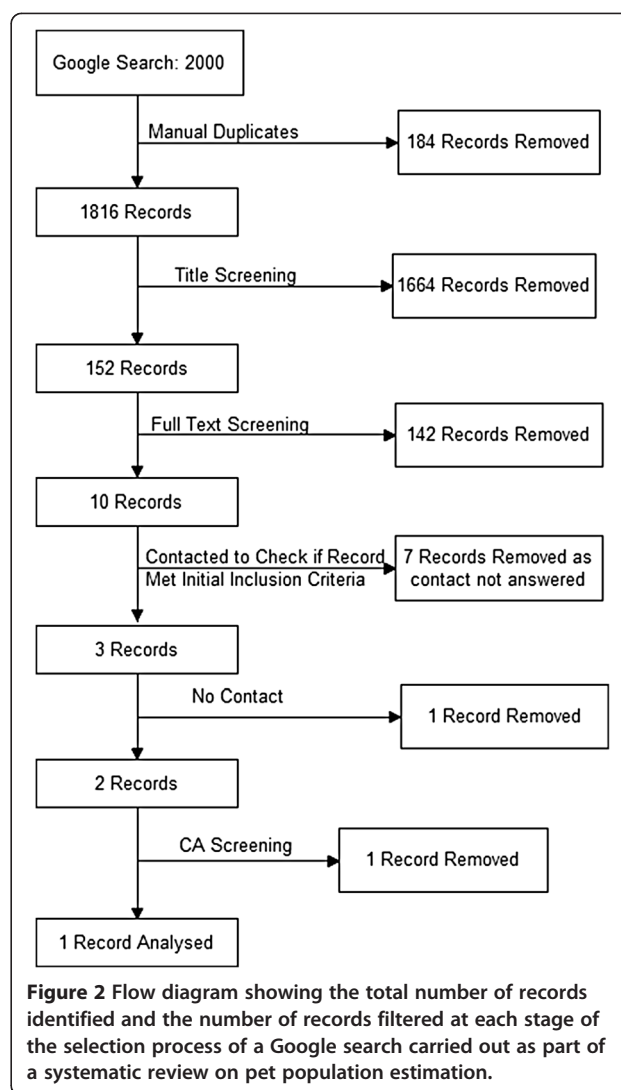 Google Search: 2000
Manual Duplicates
184 Records Removed
1816 Records
Title Screening
1664 Records Removed
152 Records
Full Text Screening
142 Records Removed
10 Records
Contacted to Check if Record
Met Initial Inclusion Criteria
7 Records Removed as
contact not answered
3 Records
No Contact
1 Record Removed
2 Records
CA Screening
1 Record Removed
1 Record Analysed
Figure 2 Flow diagram showing the total number of records
identified and the number of records filtered at each stage of
the selection process of a Google search carried out as part of
a systematic review on pet population estimation.